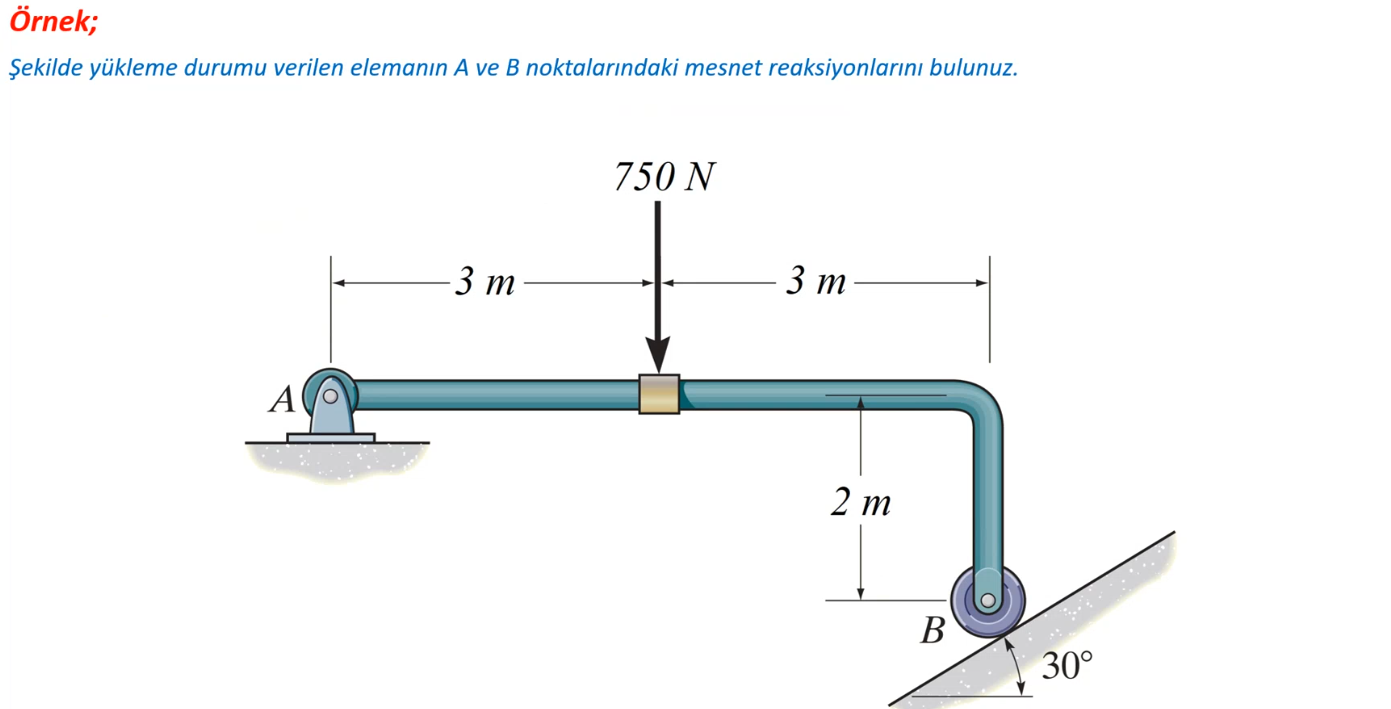 Örnek;
Şekilde yükleme durumu verilen elemanın A ve B noktalarındaki mesnet reaksiyonlarını bulunuz.
750 N
3 m
3 m
A
2 m
B
30°